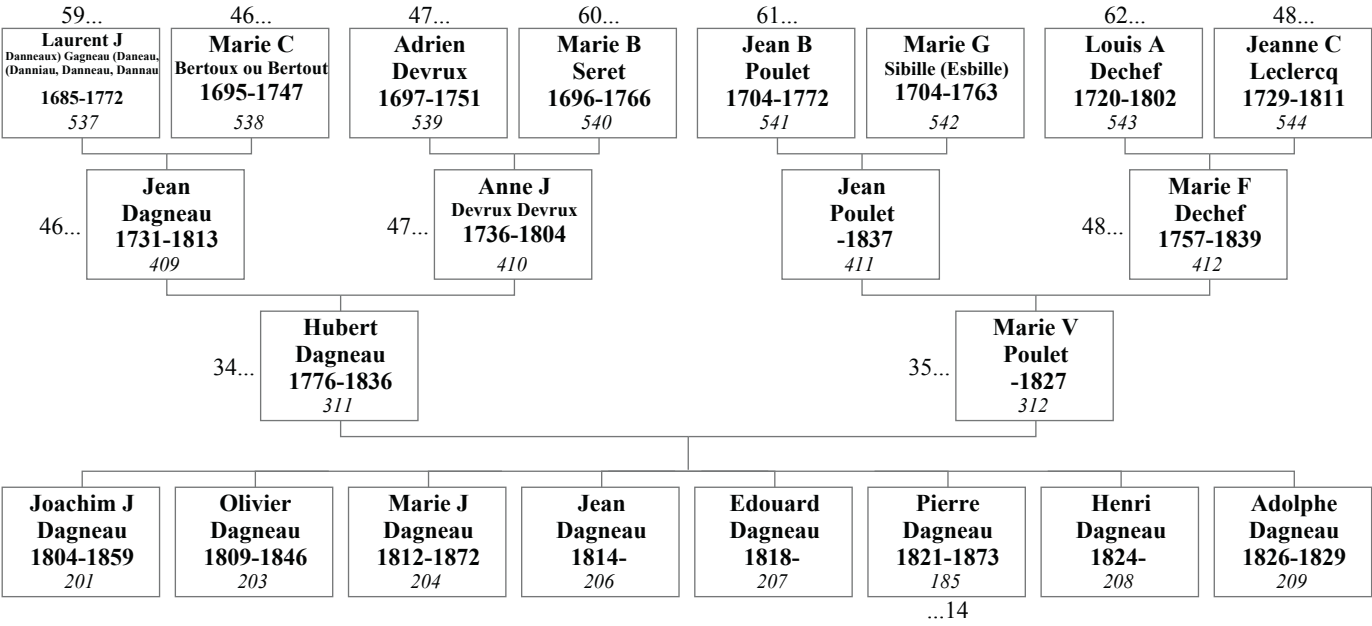 59...
46...
47...
60...
61...
62...
48...
Laurent J
Danneaux) Gagneau (Daneau,
(Danniau, Danneau, Dannau
1685-1772
537
Marie C
Bertoux ou Bertout
1695-1747
538
Adrien
Devrux
1697-1751
539
Marie B
Seret
1696-1766
540
Jean B
Poulet
1704-1772
541
Marie G
Sibille (Esbille)
1704-1763
542
Louis A
Dechef
1720-1802
543
Jeanne C
Leclercq
1729-1811
544
46...
Jean
Dagneau
1731-1813
409
47...
Anne J
Devrux Devrux
1736-1804
410
Jean
Poulet
-1837
411
48...
Marie F
Dechef
1757-1839
412
34...
Hubert
Dagneau
1776-1836
311
35...
Marie V
Poulet
-1827
312
Joachim J
Dagneau
1804-1859
201
Olivier
Dagneau
1809-1846
203
Marie J
Dagneau
1812-1872
204
Jean
Dagneau
1814-
206
Edouard
Dagneau
1818-
207
Pierre
Dagneau
1821-1873
185
Henri
Dagneau
1824-
208
Adolphe
Dagneau
1826-1829
209
...14